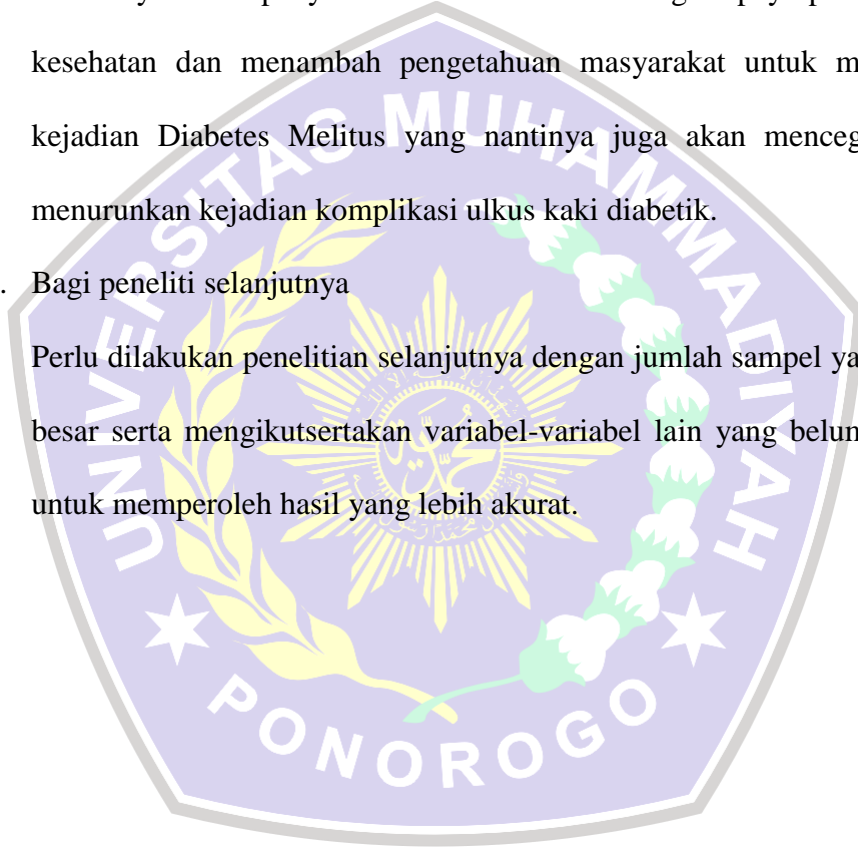 kesehatan dan menambah pengetahuan masyarakat untuk m
kejadian Diabetes Melitus yang nantinya juga akan menceg
menurunkan kejadian komplikasi ulkus kaki diabetik.
. Bagi peneliti selanjutnya
Perlu dilakukan penelitian selanjutnya dengan jumlah sampel ya
besar serta mengikutsertakan variabel-variabel lain yang belum
untuk memperoleh hasil yang lebih akurat.
UNIVERSITAS MUHAMMADIYAH
PONOROGO